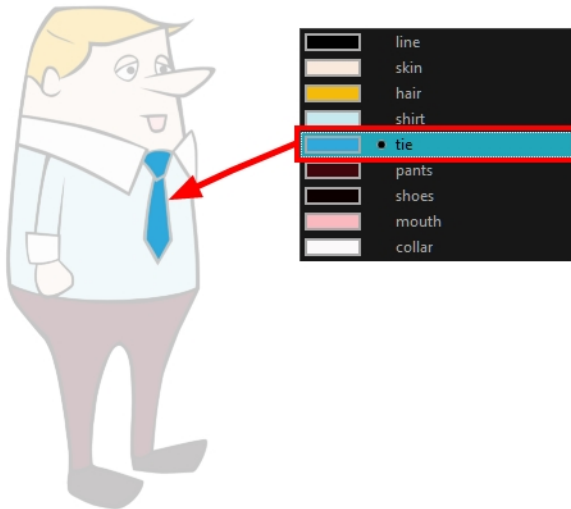 line
skin
hair
shirt
tie
pants
shoes
mouth
collar